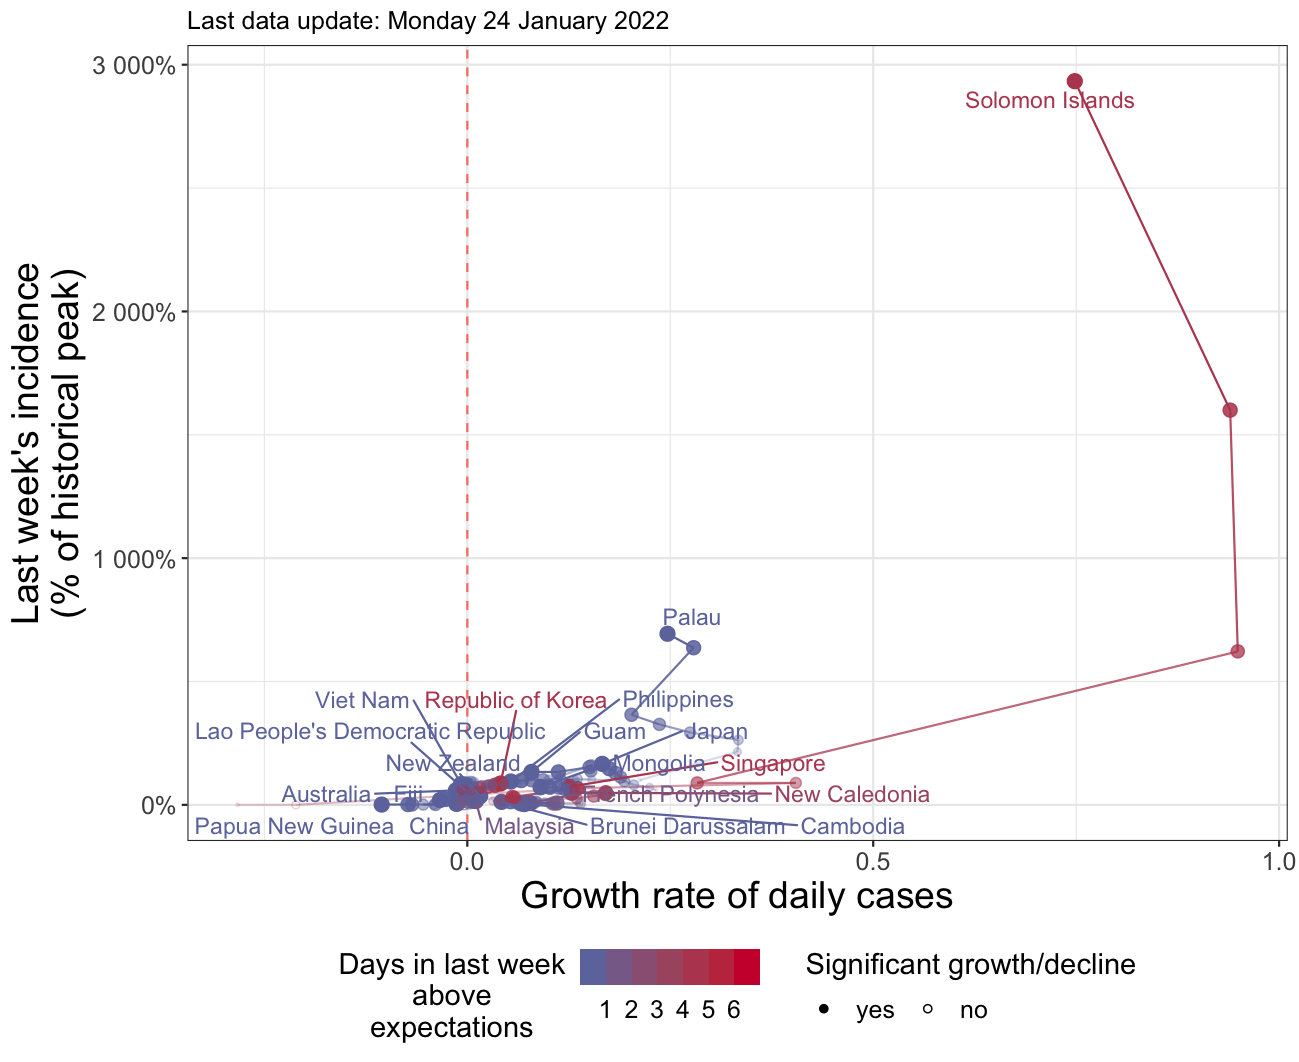 Last data update: Monday 24 January 2022
Last week's incidence
(% of historical peak)
3 000%
2 000%
1 000%
0%
Solomon Islands
Palau
Viet Nam
Republic of Korea
Philippines
Lao People's Democratic Republic
Guam
Japan
New Zealand
Mongolia
Singapore
Australia
Fiji
French Polynesia
New Caledonia
Papua New Guinea
China
Malaysia
Brunei Darussalam
Cambodia
0.0
0.5
1.0
Growth rate of daily cases
Days in last week
above
expectations
1 2 3 4 5 6
Significant growth/decline
yes
no